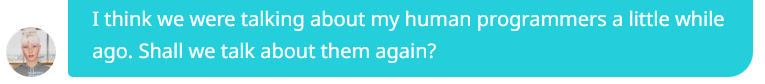 I think we were talking about my human programmers a little while
ago. Shall we talk about them again?